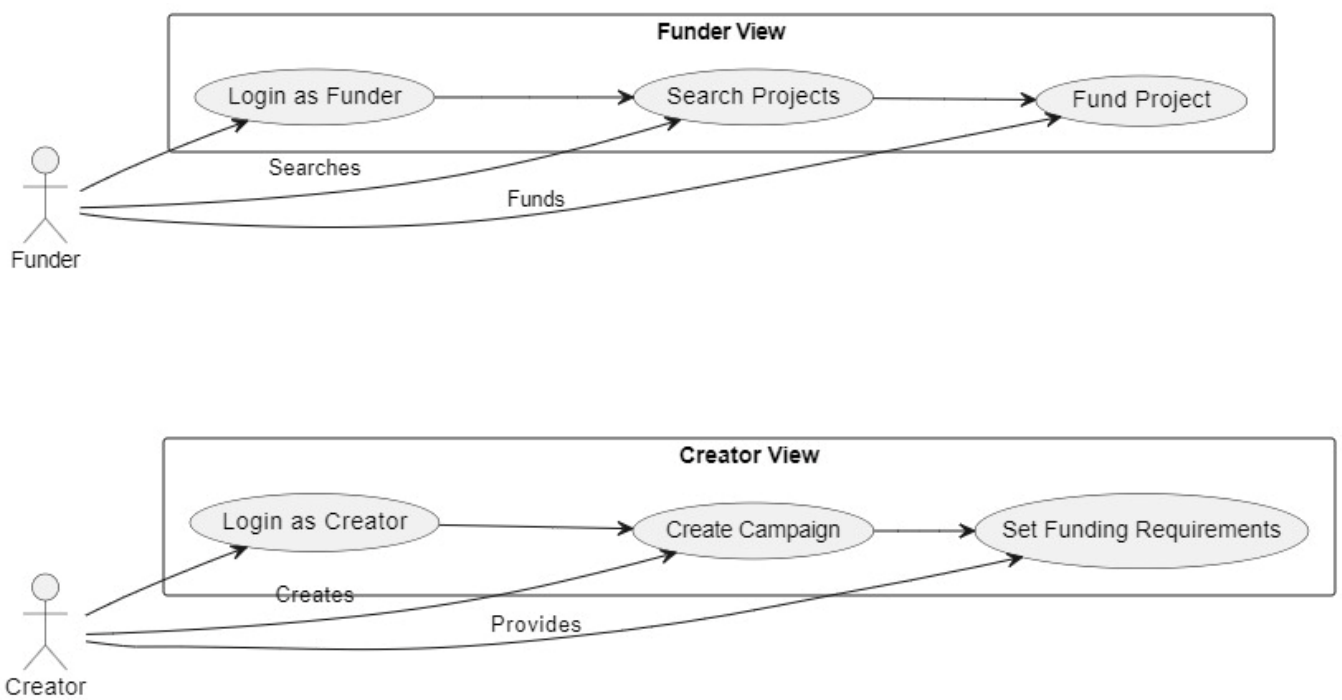 Funder View
Login as Funder
Search Projects
Fund Project
Searches
Funds
Funder
Creator View
Login as Creator
Create Campaign
Set Funding Requirements
Creates
Provides
Creator